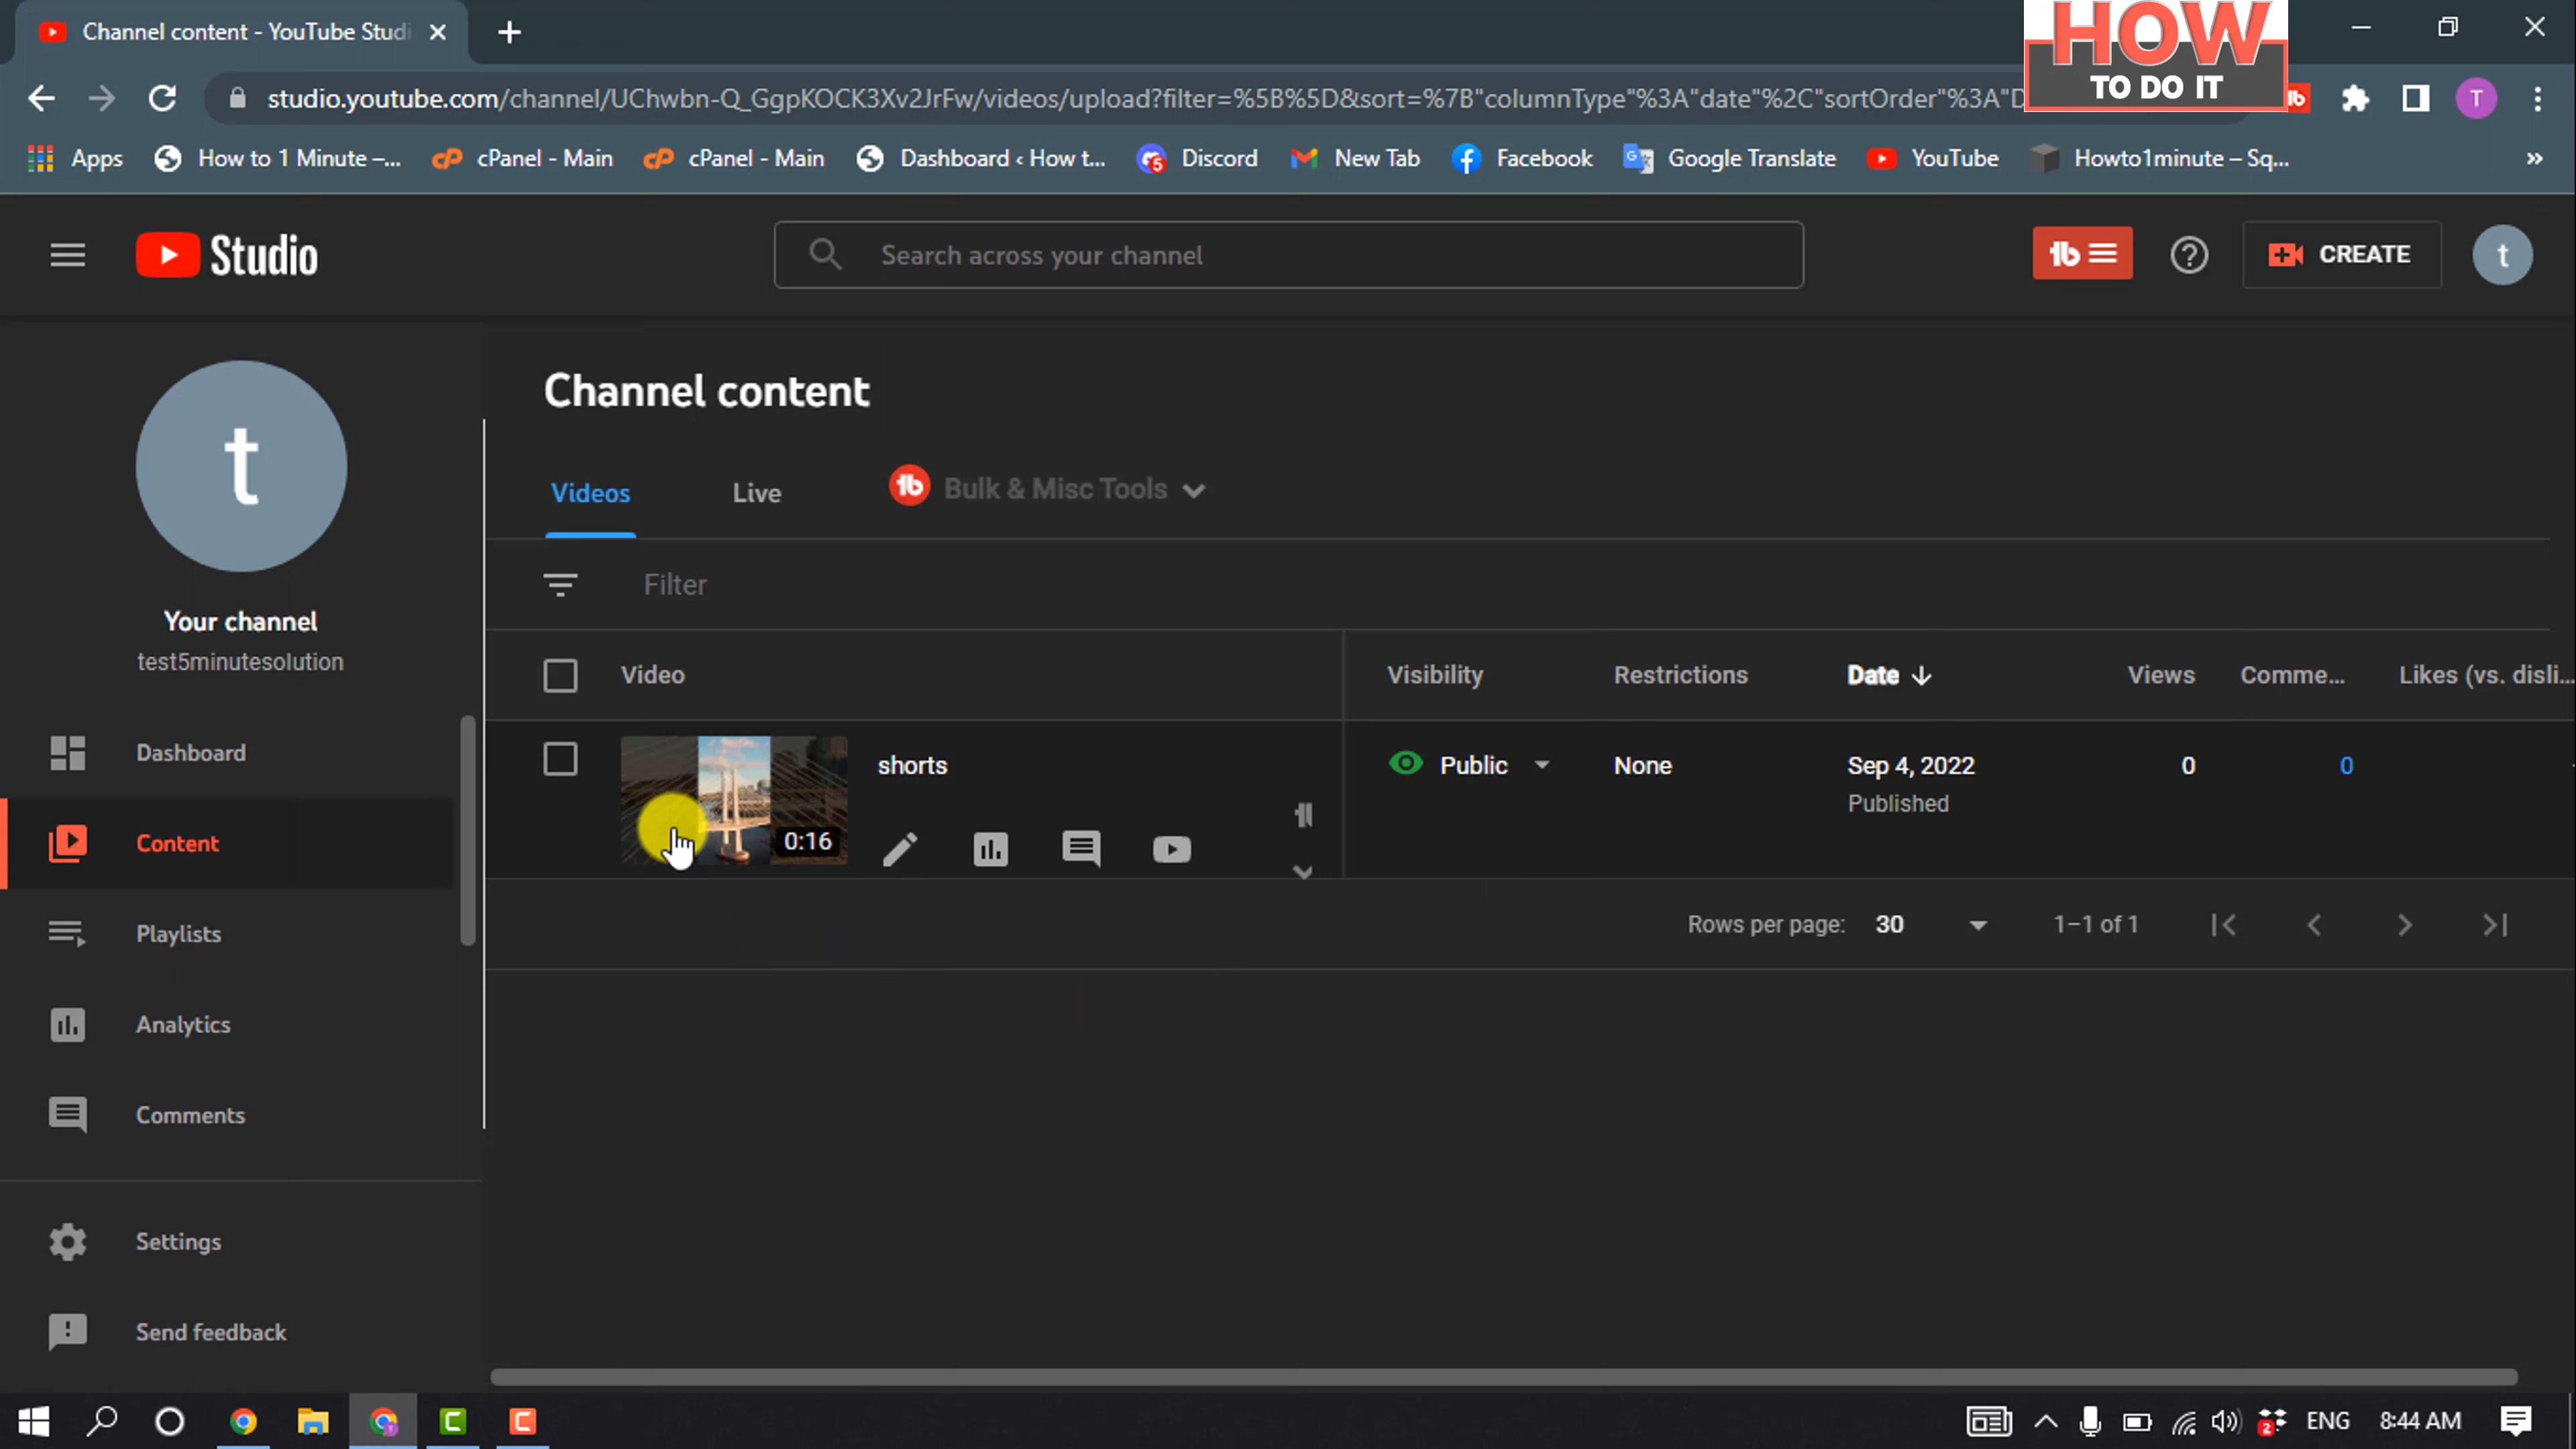 Channel content - YouTube Studi
HOW
TO DO IT
studio.youtube.com/channel/UChwbn-Q_GgpKOCK3Xv2JrFw/videos/upload?filter=%5B%5D&sort=%7B"columnType"%3A"date"%2C"sortOrder"%3A"D
T
Apps
How to 1 Minute –...
cPanel - Main
cPanel - Main
Dashboard ‹ How t...
5
Discord
New Tab
Facebook
Google Translate
YouTube
Howto1minute – Sq...
»
Studio
Search across your channel
CREATE
t
t
Your channel
test5minutesolution
Dashboard
Content
Playlists
Analytics
Comments
Settings
Send feedback
Channel content
Videos
Live
Bulk & Misc Tools
Filter
Video
Visibility
Restrictions
Date
Views
Comme...
Likes (vs. disli...
0:16
shorts
Public
None
Sep 4, 2022
Published
0
0
Rows per page:
30
1–1 of 1
2
ENG
8:44 AM